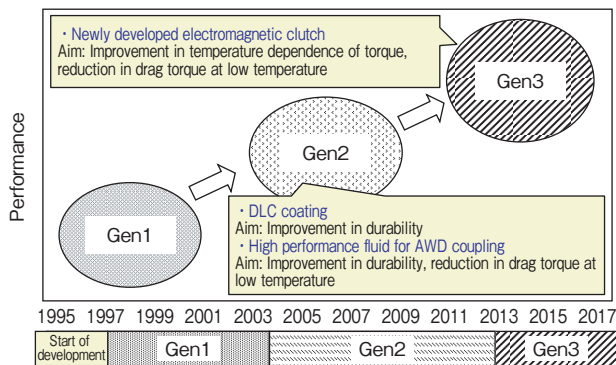 ・Newly developed electromagnetic clutch
Aim: Improvement in temperature dependence of torque,
reduction in drag torque at low temperature
Gen3
Gen2
Gen1
・DLC coating
Aim: Improvement in durability
・High performance fluid for AWD coupling
Aim: Improvement in durability, reduction in drag torque at
low temperature
Performance
1995 1997 1999 2001 2003 2005 2007 2009 2011 2013 2015 2017
Start of
development
Gen1
Gen2
Gen3